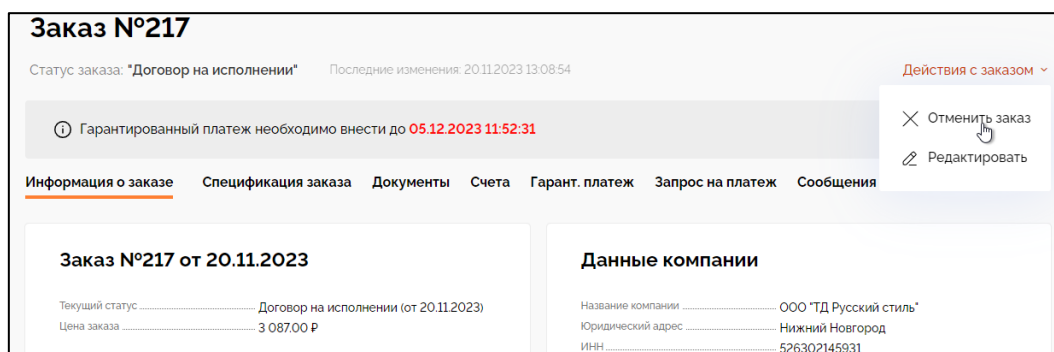 Заказ №217
Статус заказа: "Договор на исполнении" Последние изменения: 20.11.2023 13:08:54 Действия с заказом
Гарантированный платеж необходимо внести до 05.12.2023 11:52:31
Отменить заказ
Редактировать
Информация о заказе Спецификация заказа Документы Счета Гарант. платеж Запрос на платеж Сообщения
Заказ №217 от 20.11.2023
Текущий статус Договор на исполнении (от 20.11.2023)
Цена заказа 3 087.00 ₽
Данные компании
Название компании ООО "ТД Русский стиль"
Юридический адрес Нижний Новгород
ИНН 526302145931